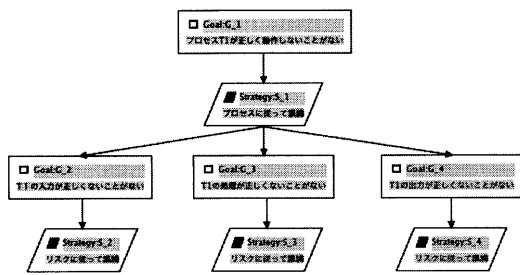 Goal:G_1
プロセスT1が正しく動作しないことがない
Strategy:S_1
プロセスに従って議論
Goal:G_2
T1の入力が正しくないことがない
Goal:G_3
T1の処理が正しくないことがない
Goal:G_4
T1の出力が正しくないことがない
Strategy:S_2
リスクに従って議論
Strategy:S_3
リスクに従って議論
Strategy:S_4
リスクに従って議論